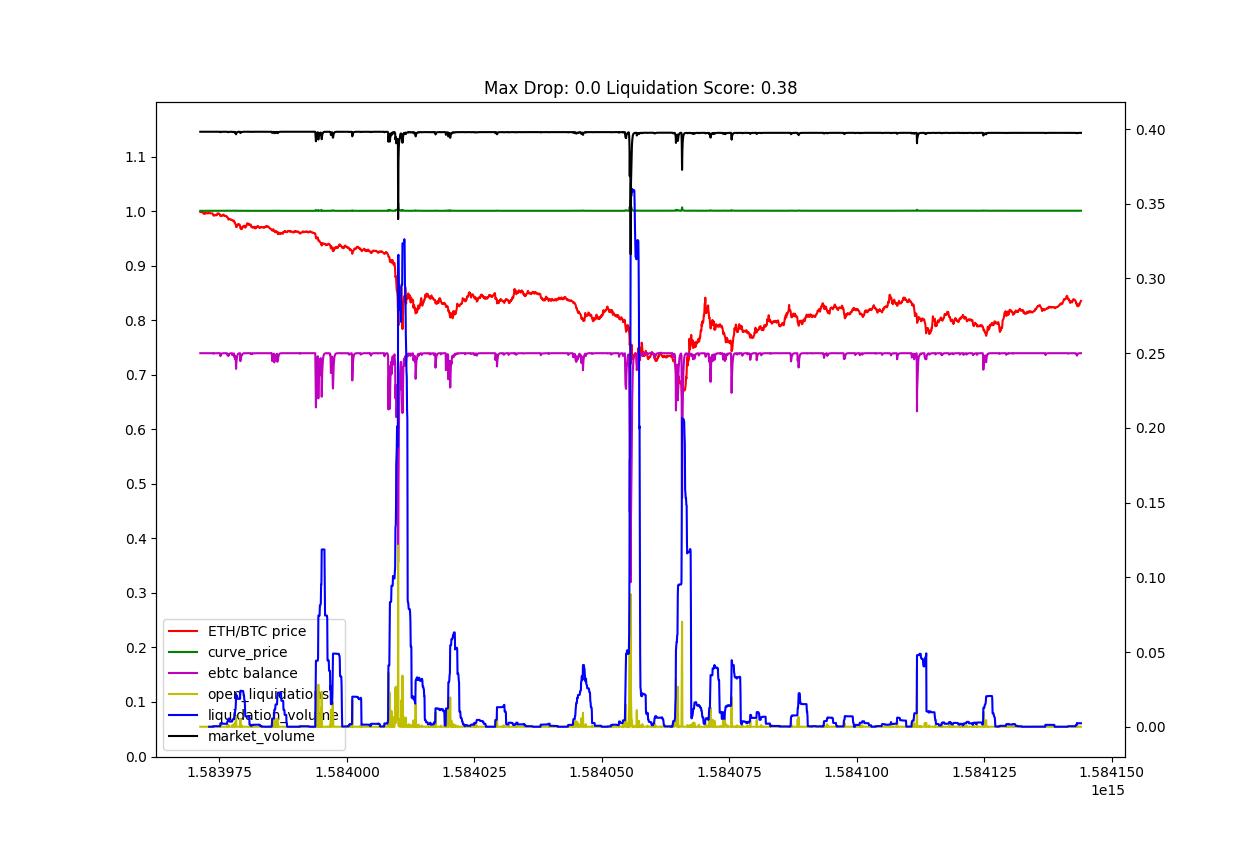 Max Drop: 0.0 Liquidation Score: 0.38
1.1
1.0
0.9
0.8
0.7
0.6
0.5
0.4
0.3
0.2
0.1
0.0
0.40
0.35
0.30
0.25
0.20
0.15
0.10
0.05
0.00
ETH/BTC price
curve_price
ebtc balance
open_liquidations
liquidation_volume
market_volume
1.583975 1.584000 1.584025 1.584050 1.584075 1.584100 1.584125 1.584150
1e15